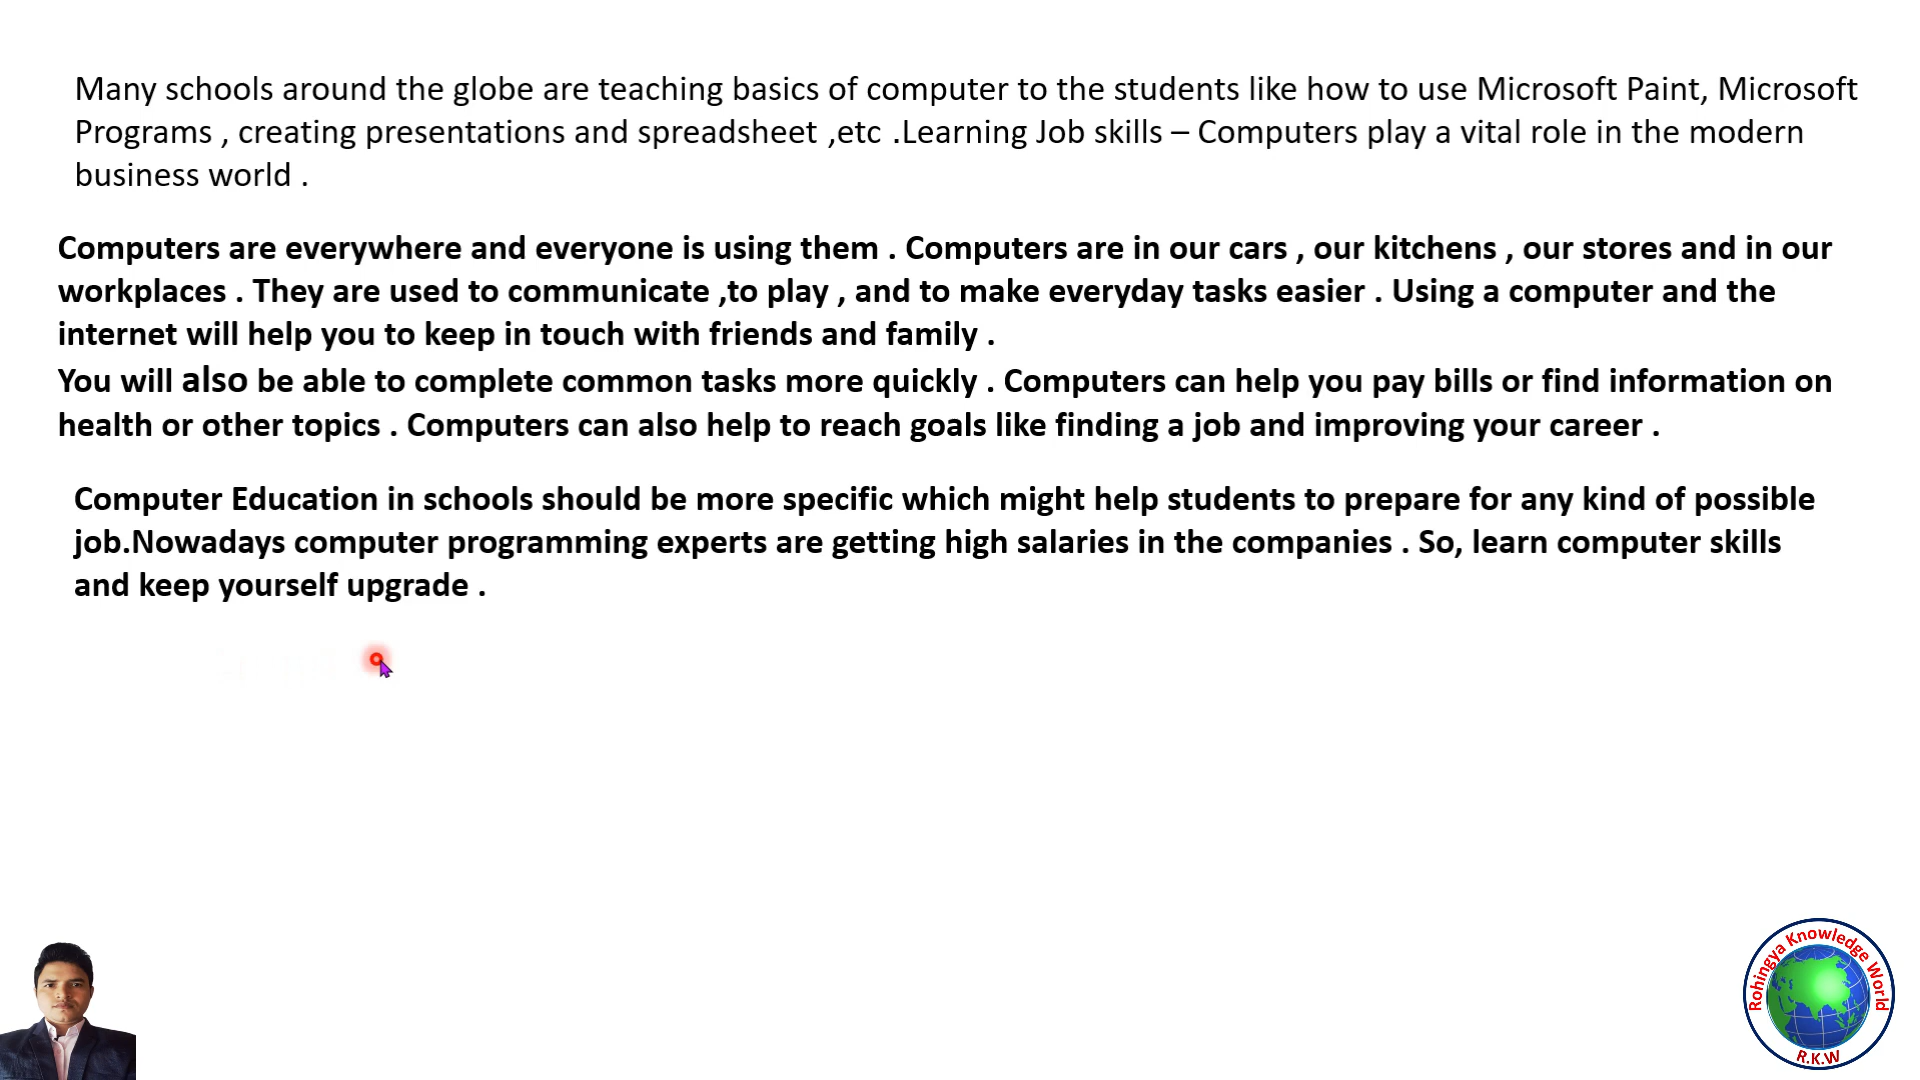 Many schools around the globe are teaching basics of computer to the students like how to use Microsoft Paint, Microsoft
Programs , creating presentations and spreadsheet ,etc .Learning Job skills – Computers play a vital role in the modern
business world .
Computers are everywhere and everyone is using them . Computers are in our cars , our kitchens , our stores and in our
workplaces . They are used to communicate ,to play , and to make everyday tasks easier . Using a computer and the
internet will help you to keep in touch with friends and family .
You will also be able to complete common tasks more quickly . Computers can help you pay bills or find information on
health or other topics . Computers can also help to reach goals like finding a job and improving your career .
Computer Education in schools should be more specific which might help students to prepare for any kind of possible
job.Nowadays computer programming experts are getting high salaries in the companies . So, learn computer skills
and keep yourself upgrade .
Rohingya Knowledge World
R.K.W